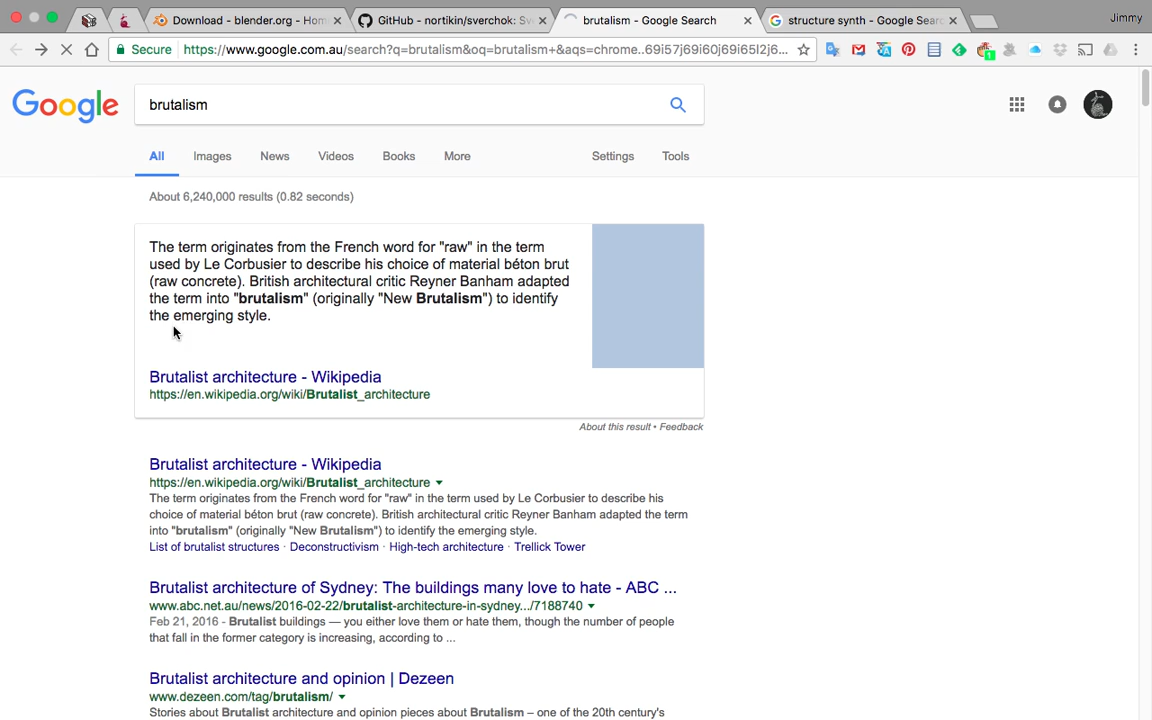 Download - blender.org - Hom
GitHub - nortikin/sverchok: Sv
brutalism - Google Search
structure synth - Google Searc
Jimmy
Secure
https://www.google.com.au/search?q=brutalism&oq=brutalism+&aqs=chrome..69i57j69i60j69i65l2j6...
1
Google
brutalism
All
Images
News
Videos
Books
More
Settings
Tools
About 6,240,000 results (0.82 seconds)
The term originates from the French word for "raw" in the term
used by Le Corbusier to describe his choice of material béton brut
(raw concrete). British architectural critic Reyner Banham adapted
the term into "brutalism" (originally "New Brutalism") to identify
the emerging style.
Brutalist architecture - Wikipedia
https://en.wikipedia.org/wiki/Brutalist_architecture
About this result • Feedback
Brutalist architecture - Wikipedia
https://en.wikipedia.org/wiki/Brutalist_architecture
The term originates from the French word for "raw" in the term used by Le Corbusier to describe his
choice of material béton brut (raw concrete). British architectural critic Reyner Banham adapted the term
into "brutalism" (originally "New Brutalism") to identify the emerging style.
List of brutalist structures · Deconstructivism · High-tech architecture · Trellick Tower
Brutalist architecture of Sydney: The buildings many love to hate - ABC ...
www.abc.net.au/news/2016-02-22/brutalist-architecture-in-sydney.../7188740
Feb 21, 2016 - Brutalist buildings — you either love them or hate them, though the number of people
that fall in the former category is increasing, according to ...
Brutalist architecture and opinion | Dezeen
www.dezeen.com/tag/brutalism/
Stories about Brutalist architecture and opinion pieces about Brutalism – one of the 20th century's